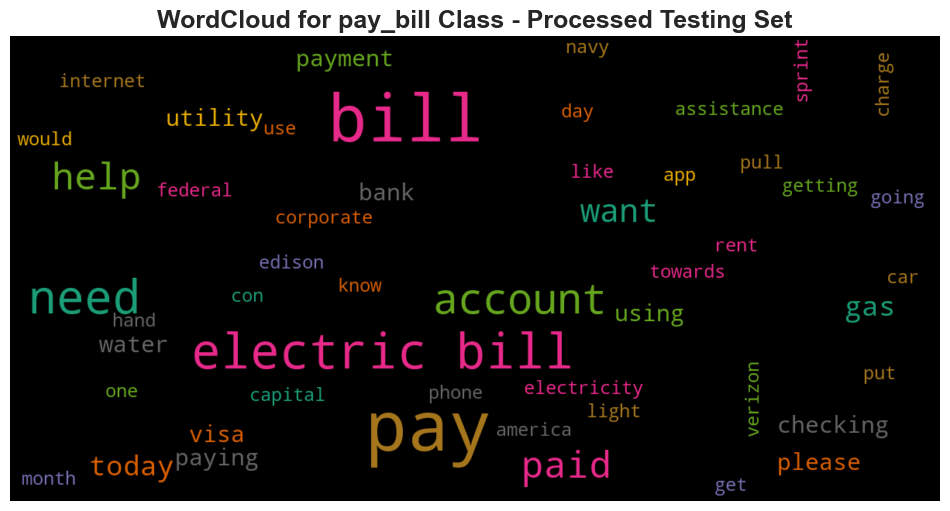 WordCloud for pay_bill Class - Processed Testing Set
navy
payment
sprint
charge
internet
bill
utility
use
day
assistance
would
help
federal
bank
like
app
pull
getting
going
corporate
want
edison
rent
towards
car
know
con
need
account
using
gas
hand
water
electric bill
one
capital
phone
electricity
light
verizon
put
pay
america
checking
visa
paying
today
paid
please
month
get